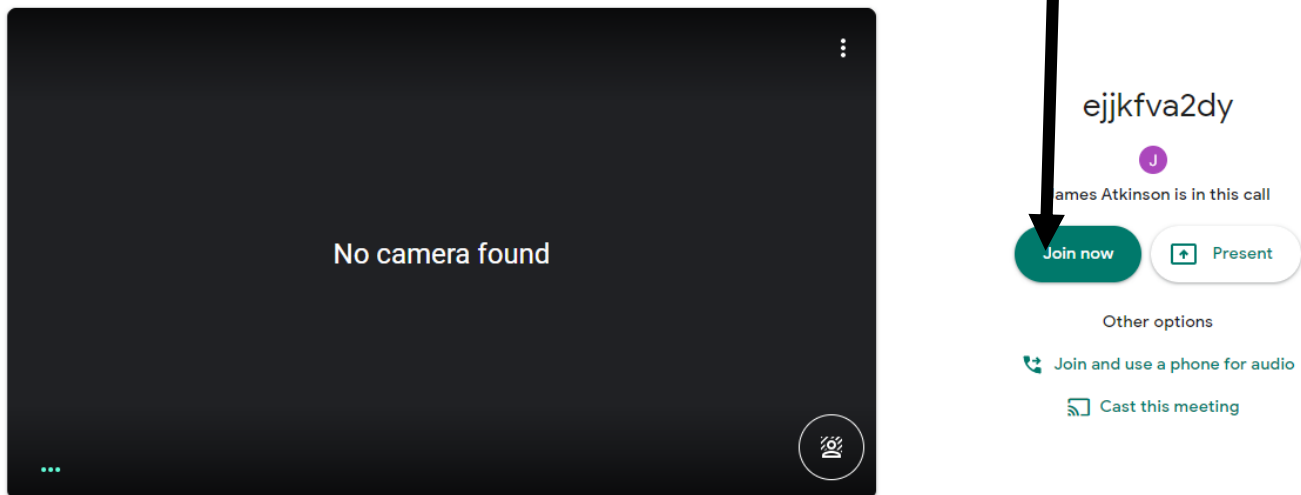 No camera found
ejjkfva2dy
J
ames Atkinson is in this call
Join now
Present
Other options
Join and use a phone for audio
Cast this meeting